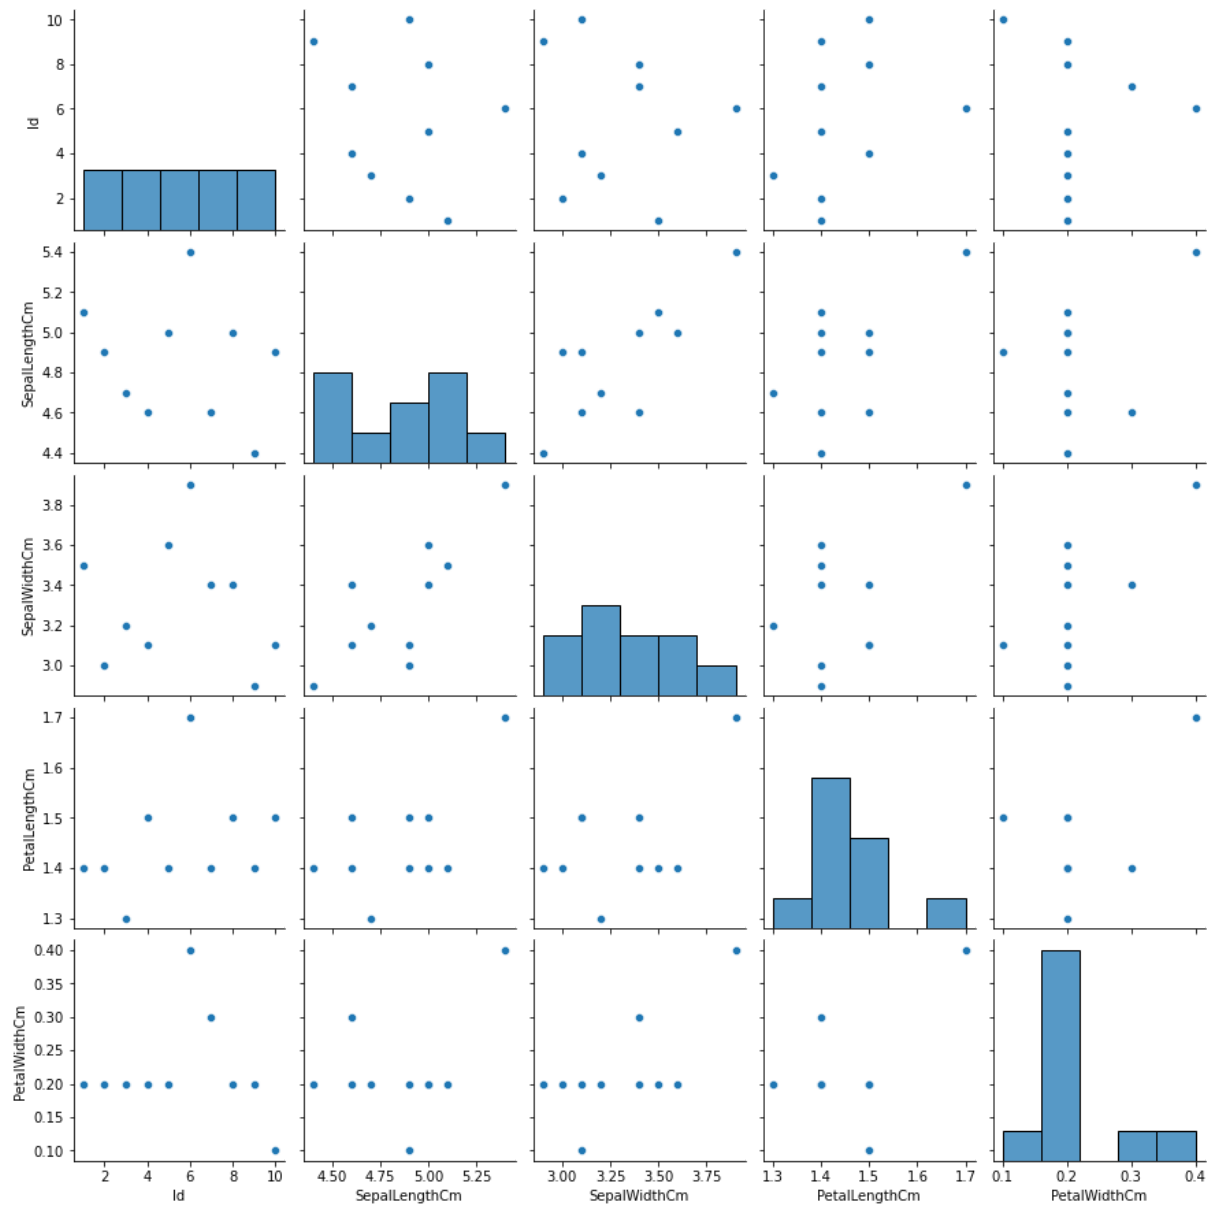 10
8
6
4
2
Id
5.4
5.2
5.0
4.8
4.6
4.4
SepalLengthCm
3.8
3.6
3.4
3.2
3.0
SepalWidthCm
1.7
1.6
1.5
1.4
1.3
PetalLengthCm
0.40
0.35
0.30
0.25
0.20
0.15
0.10
PetalWidthCm
2 4 6 8 10
Id
4.50 4.75 5.00 5.25
SepalLengthCm
3.00 3.25 3.50 3.75
SepalWidthCm
1.3 1.4 1.5 1.6 1.7
PetalLengthCm
0.1 0.2 0.3 0.4
PetalWidthCm